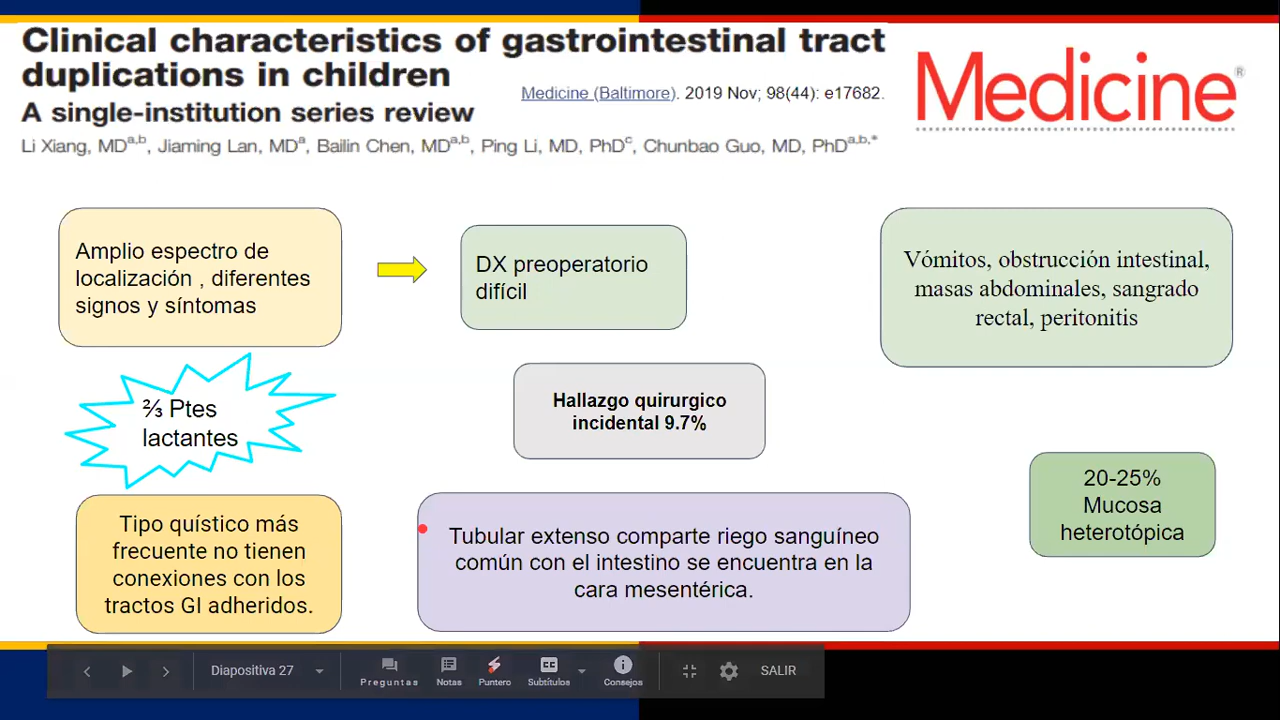 Clinical characteristics of gastrointestinal tract
duplications in children
Medicine (Baltimore). 2019 Nov; 98(44): e17682.
A single-institution series review
Li Xiang, MDa,b, Jiaming Lan, MDa, Bailin Chen, MDa,b, Ping Li, MD, PhDc, Chunbao Guo, MD, PhDa,b,*
Medicine®
Amplio espectro de
localización , diferentes
signos y síntomas
DX preoperatorio
difícil
Vómitos, obstrucción intestinal,
masas abdominales, sangrado
rectal, peritonitis
⅔ Ptes
lactantes
Hallazgo quirurgico
incidental 9.7%
20-25%
Mucosa
heterotópica
Tipo quístico más
frecuente no tienen
conexiones con los
tractos GI adheridos.
Tubular extenso comparte riego sanguíneo
común con el intestino se encuentra en la
cara mesentérica.
Diapositiva 27
Preguntas
Notas
Puntero
CC
Subtítulos
Consejos
SALIR